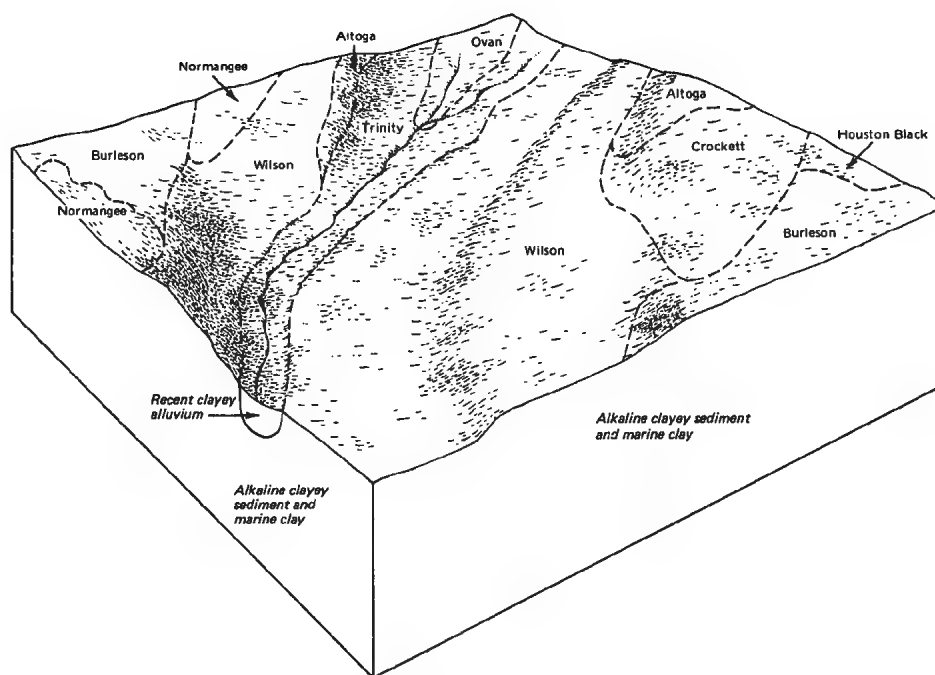 Altoga
Ovan
Normangee
Altoga
Trinity
Houston Black
Crockett
Burleson
Wilson
Normangee
Burleson
Wilson
Recent clayey
alluvium
Alkaline clayey sediment
and marine clay
Alkaline clayey
sediment and
marine clay